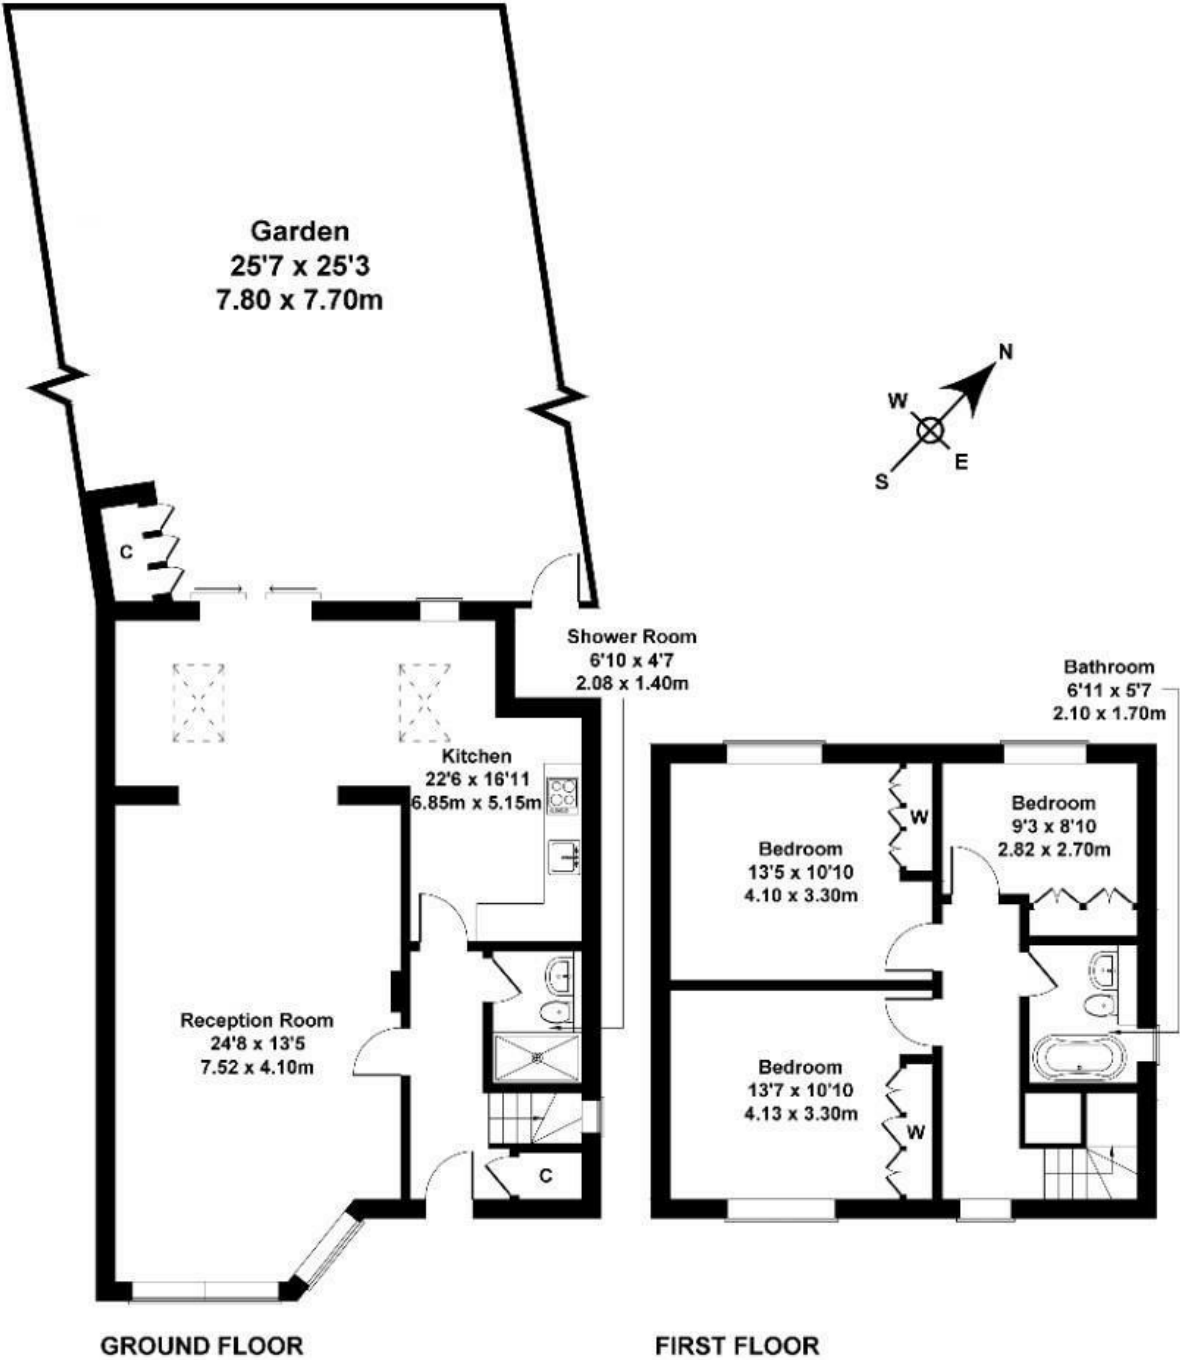 Garden
25'7 x 25'3
7.80 x 7.70m
N
W
E
S
C
Shower Room
6'10 x 4'7
2.08 x 1.40m
Bathroom
6'11 x 5'7
2.10 x 1.70m
Kitchen
22'6 x 16'11
6.85m x 5.15m
W
Bedroom
9'3 x 8'10
2.82 x 2.70m
Bedroom
13'5 x 10'10
4.10 x 3.30m
Reception Room
24'8 x 13'5
7.52 x 4.10m
Bedroom
13'7 x 10'10
4.13 x 3.30m
W
C
GROUND FLOOR
FIRST FLOOR